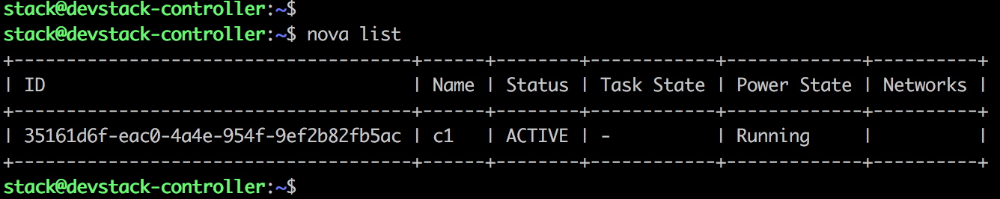 stack@devstack-controller:~$
stack@devstack-controller:~$ nova list
+--------------------------------------+------+--------+------------+-------------+----------+
| ID                                   | Name | Status | Task State | Power State | Networks |
+--------------------------------------+------+--------+------------+-------------+----------+
| 35161d6f-eac0-4a4e-954f-9ef2b82fb5ac | c1   | ACTIVE | -          | Running     |          |
+--------------------------------------+------+--------+------------+-------------+----------+
stack@devstack-controller:~$